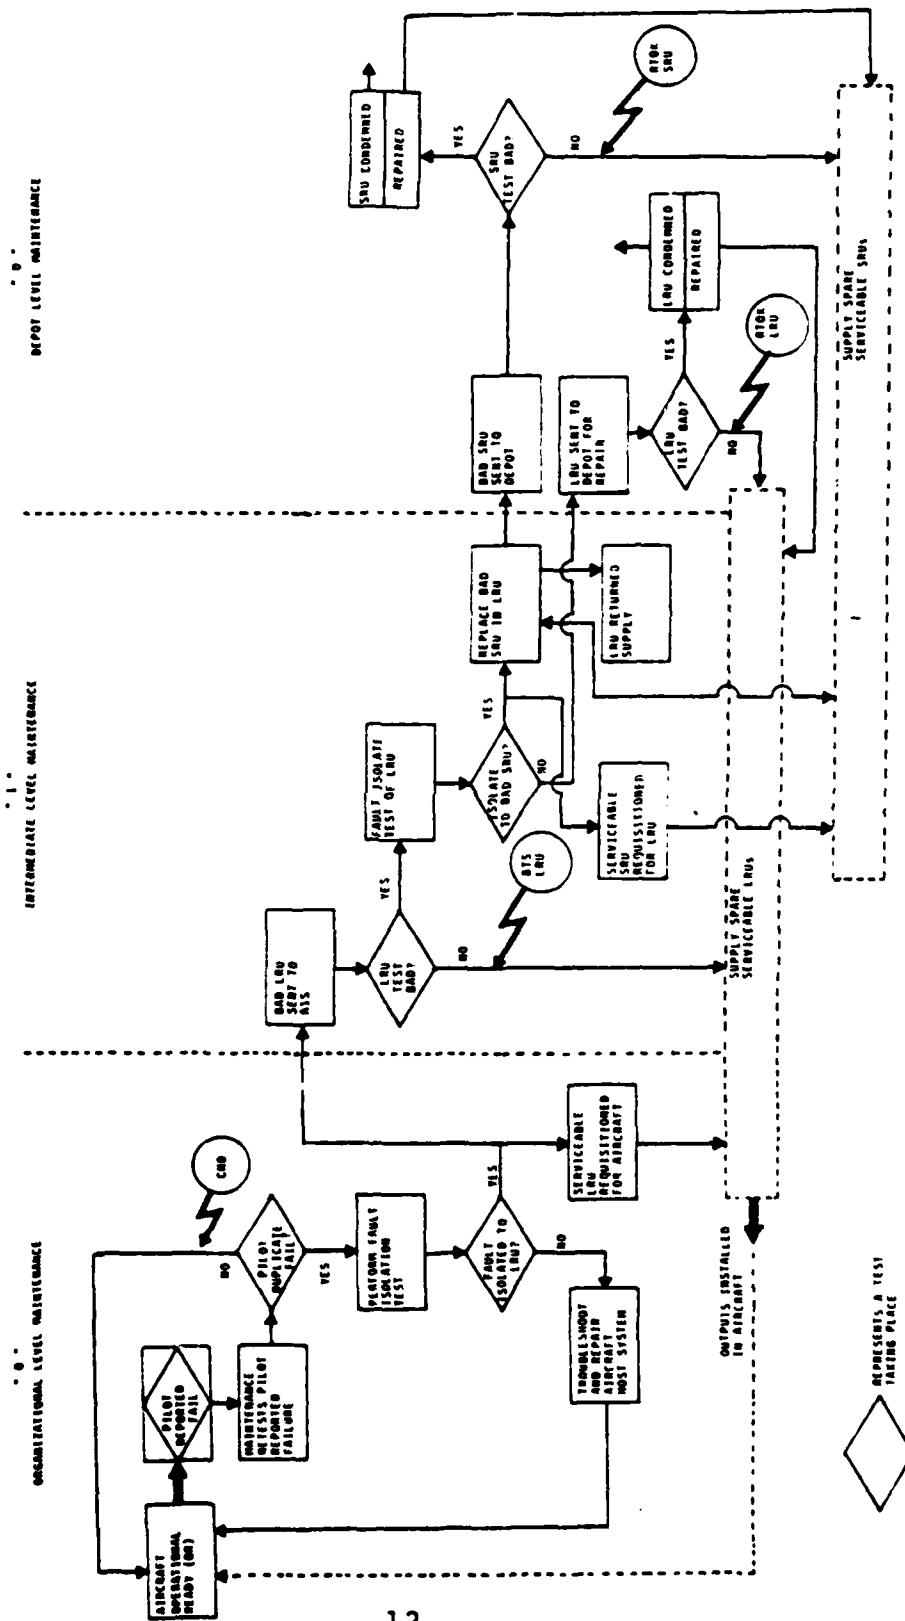 "O"
ORGANIZATIONAL LEVEL MAINTENANCE
"I"
INTERMEDIATE LEVEL MAINTENANCE
"D"
DEPOT LEVEL MAINTENANCE
AIRCRAFT
OPERATIONAL
READY (OR)
PILOT
REPORTED
FAIL
MAINTENANCE
RETESTS PILOT
REPORTED
FAILURE
PILOT
DUPLICATE
FAIL?
NO
YES
CND
PERFORM FAULT
ISOLATION
TEST
FAULT
ISOLATED TO
LRU?
YES
NO
TROUBLESHOOT
AND REPAIR
AIRCRAFT
HOST SYSTEM
SERVICEABLE
LRU
REQUISITIONED
FOR AIRCRAFT
OUTPUTS INSTALLED
IN AIRCRAFT
BAD LRU
SENT TO
AIS
LRU
TEST
BAD?
YES
NO
BTS
LRU
FAULT ISOLATE
TEST OF LRU
ISOLATE
TO BAD SRU?
YES
NO
SERVICEABLE
SRU
REQUISITIONED
FOR LRU
REPLACE BAD
SRU IN LRU
LRU RETURNED
SUPPLY
SUPPLY SPARE
SERVICEABLE LRUs
BAD SRU
SENT TO
DEPOT
LRU SENT TO
DEPOT FOR
REPAIR
LRU
TEST BAD?
YES
NO
RTOK
LRU
LRU CONDEMNED
REPAIRED
SRU
TEST BAD?
YES
NO
RTOK
SRU
SRU CONDEMNED
REPAIRED
SUPPLY SPARE
SERVICEABLE SRUs
REPRESENTS A TEST
TAKING PLACE
12